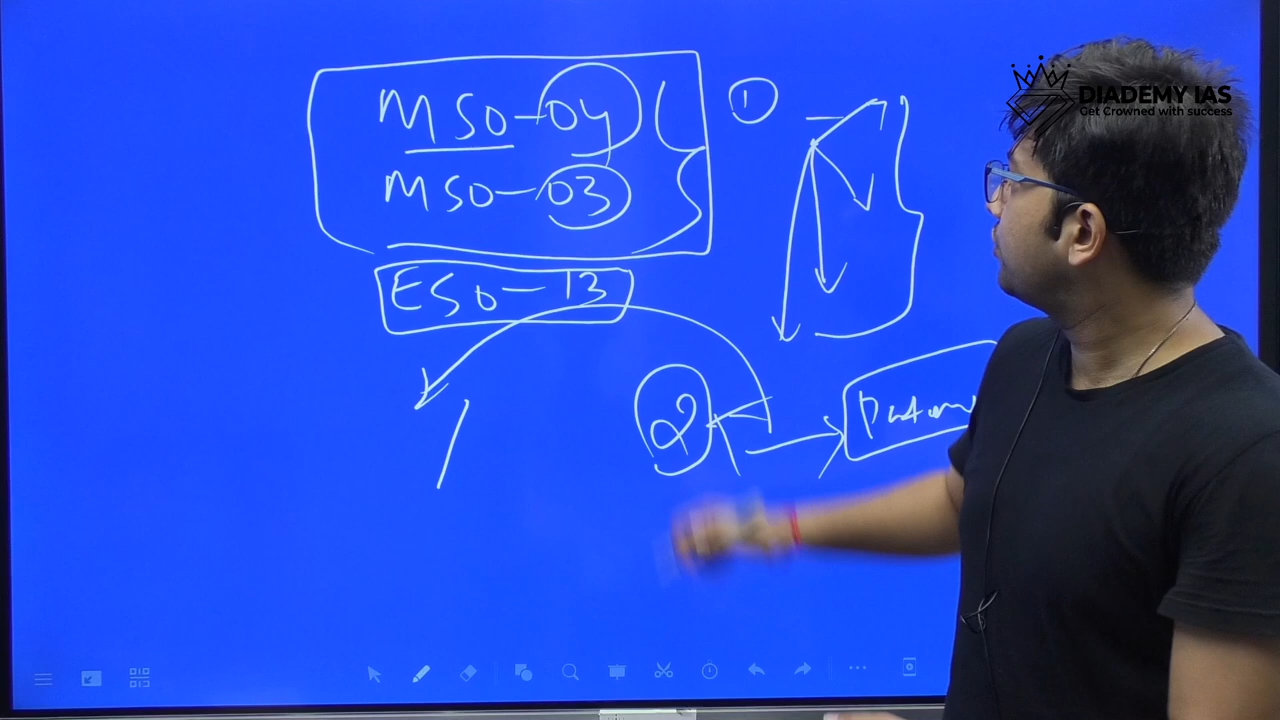 MSO-04
MSO-03
ESO-13
1
2
DIADEMY IAS
Get Crowned with success